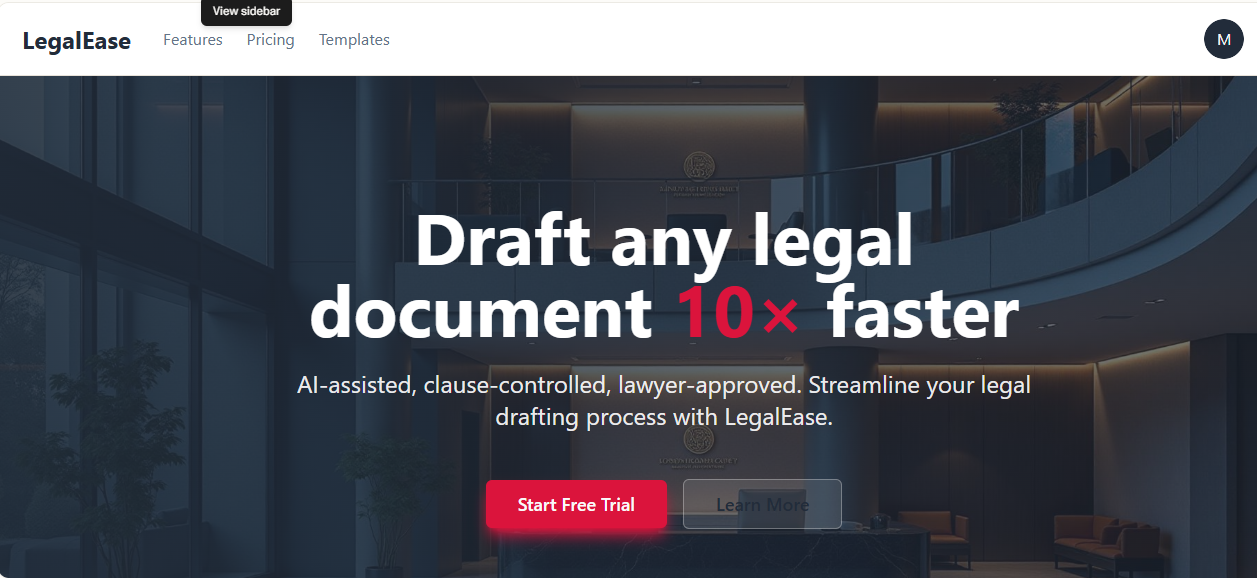 View sidebar
LegalEase
Features
Pricing
Templates
M
Draft any legal
document 10× faster
AI-assisted, clause-controlled, lawyer-approved. Streamline your legal
drafting process with LegalEase.
Start Free Trial
Learn More